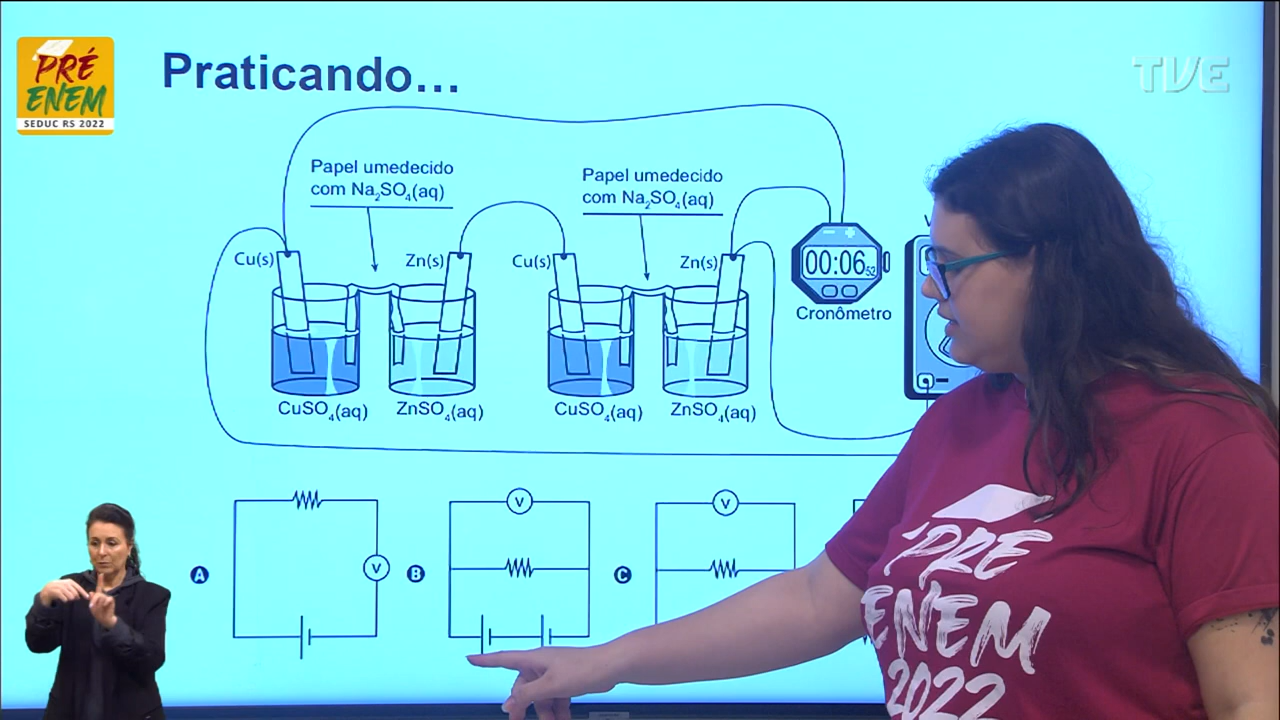 PRÉ
ENEM
SEDUC RS 2022
Praticando...
TVE
Papel umedecido
com Na₂SO₄(aq)
Papel umedecido
com Na₂SO₄(aq)
Cu(s)
Zn(s)
Cu(s)
Zn(s)
00:06₅₃
Cronômetro
CuSO₄(aq)
ZnSO₄(aq)
CuSO₄(aq)
ZnSO₄(aq)
A
V
B
V
C
V
PRÉ
ENEM
2022